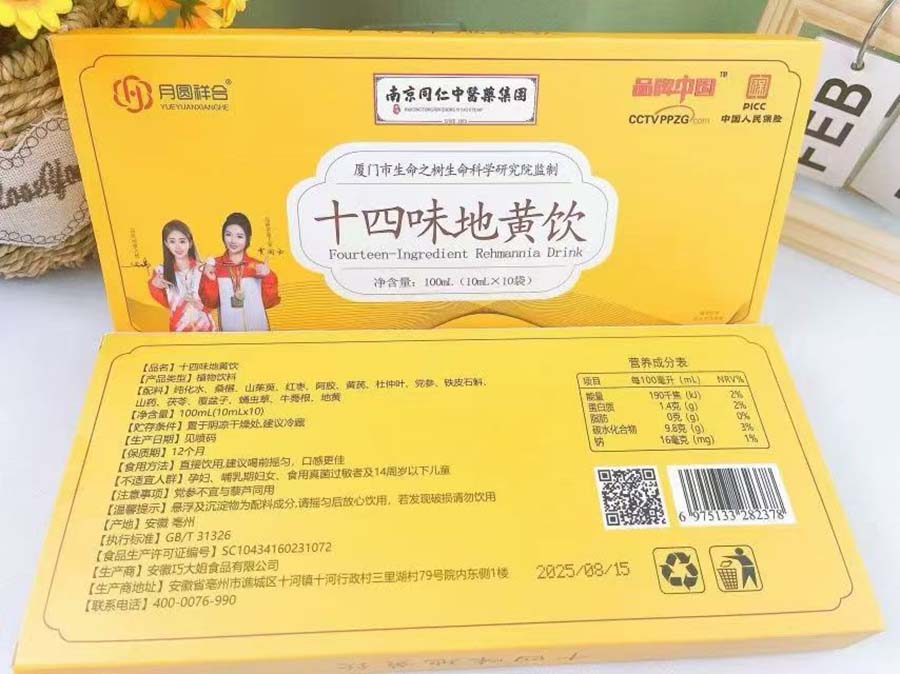 月圆祥合®
YUEYUANXIANGHE
南京同仁中醫藥集团
品牌中国™
CCTVPPZG.com
PICC
中国人民保险
FEB
厦门市生命之树生命科学研究院监制
十四味地黄饮
Fourteen-Ingredient Rehmannia Drink
净含量：100mL（10mL×10袋）
【品名】十四味地黄饮
【产品类型】植物饮料
【配料】纯化水、桑椹、山茱萸、红枣、阿胶、黄芪、杜仲叶、党参、铁皮石斛、
山药、茯苓、覆盆子、蛹虫草、牛蒡根、地黄
【净含量】100mL(10mLx10)
【贮存条件】置于阴凉干燥处,建议冷藏
【生产日期】见喷码
【保质期】12个月
【食用方法】直接饮用,建议喝前摇匀，口感更佳
【不适宜人群】孕妇、哺乳期妇女、食用真菌过敏者及14周岁以下儿童
【注意事项】党参不宜与藜芦同用
【温馨提示】悬浮及沉淀物为配料成分,请摇匀后放心饮用，若发现破损请勿饮用
【产地】安徽 亳州
【执行标准】GB/T 31326
【食品生产许可证编号】SC10434160231072
【生产商】安徽巧大姐食品有限公司
【生产商地址】安徽省亳州市谯城区十河镇十河行政村三里湖村79号院内东侧1楼
【联系电话】400-0076-990
营养成分表
项目 每100毫升（mL） NRV%
能量 190千焦（kJ） 2%
蛋白质 1.4克（g） 2%
脂肪 0克（g） 0%
碳水化合物 9.8克（g） 3%
钠 16毫克（mg） 1%
6 975133 282378
2025/08/15
十四味地黄饮